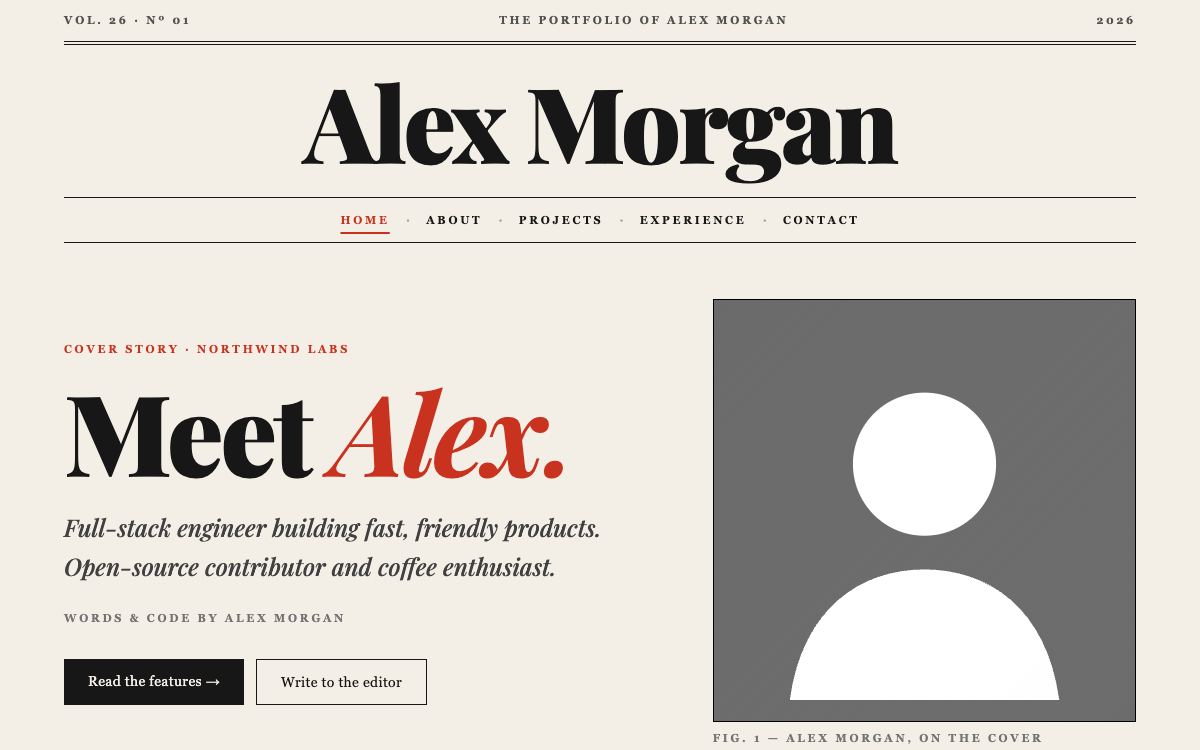 VOL. 26 · Nº 01
THE PORTFOLIO OF ALEX MORGAN
2026
Alex Morgan
HOME · ABOUT · PROJECTS · EXPERIENCE · CONTACT
COVER STORY · NORTHWIND LABS
Meet Alex.
Full-stack engineer building fast, friendly products.
Open-source contributor and coffee enthusiast.
WORDS & CODE BY ALEX MORGAN
Read the features →
Write to the editor
FIG. 1 — ALEX MORGAN, ON THE COVER